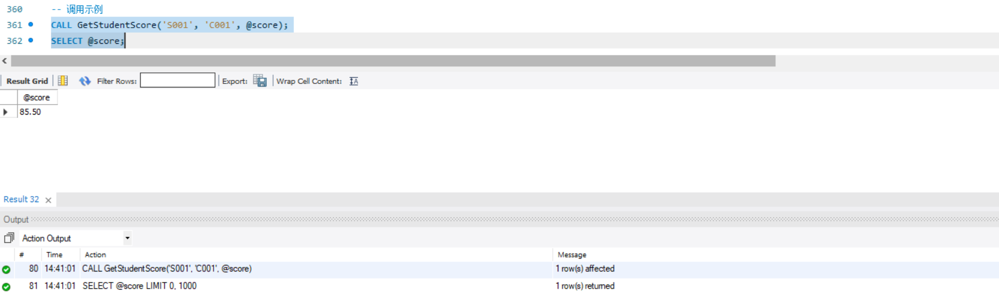 360 -- 调用示例
361 CALL GetStudentScore('S001', 'C001', @score);
362 SELECT @score;
Result Grid Filter Rows: Export: Wrap Cell Content:
@score
85.50
Result 32
Output
Action Output
# Time Action Message
80 14:41:01 CALL GetStudentScore('S001', 'C001', @score) 1 row(s) affected
81 14:41:01 SELECT @score LIMIT 0, 1000 1 row(s) returned